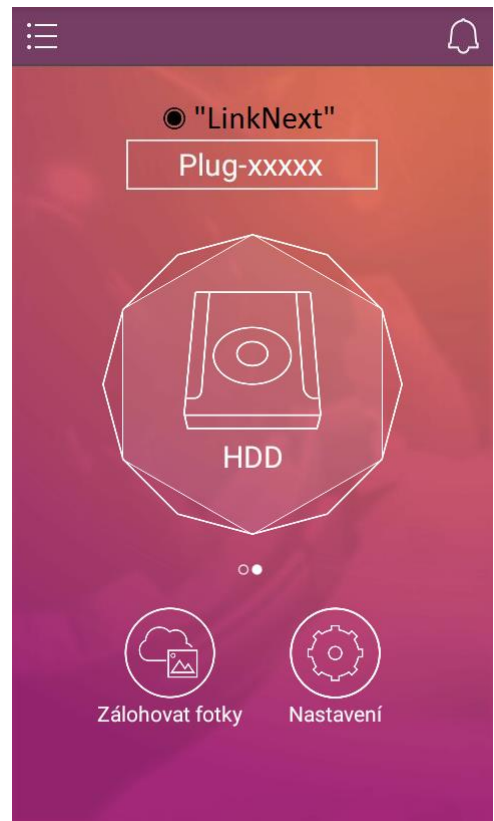 ◉ "LinkNext"
Plug-xxxxx
HDD
Zálohovat fotky
Nastavení